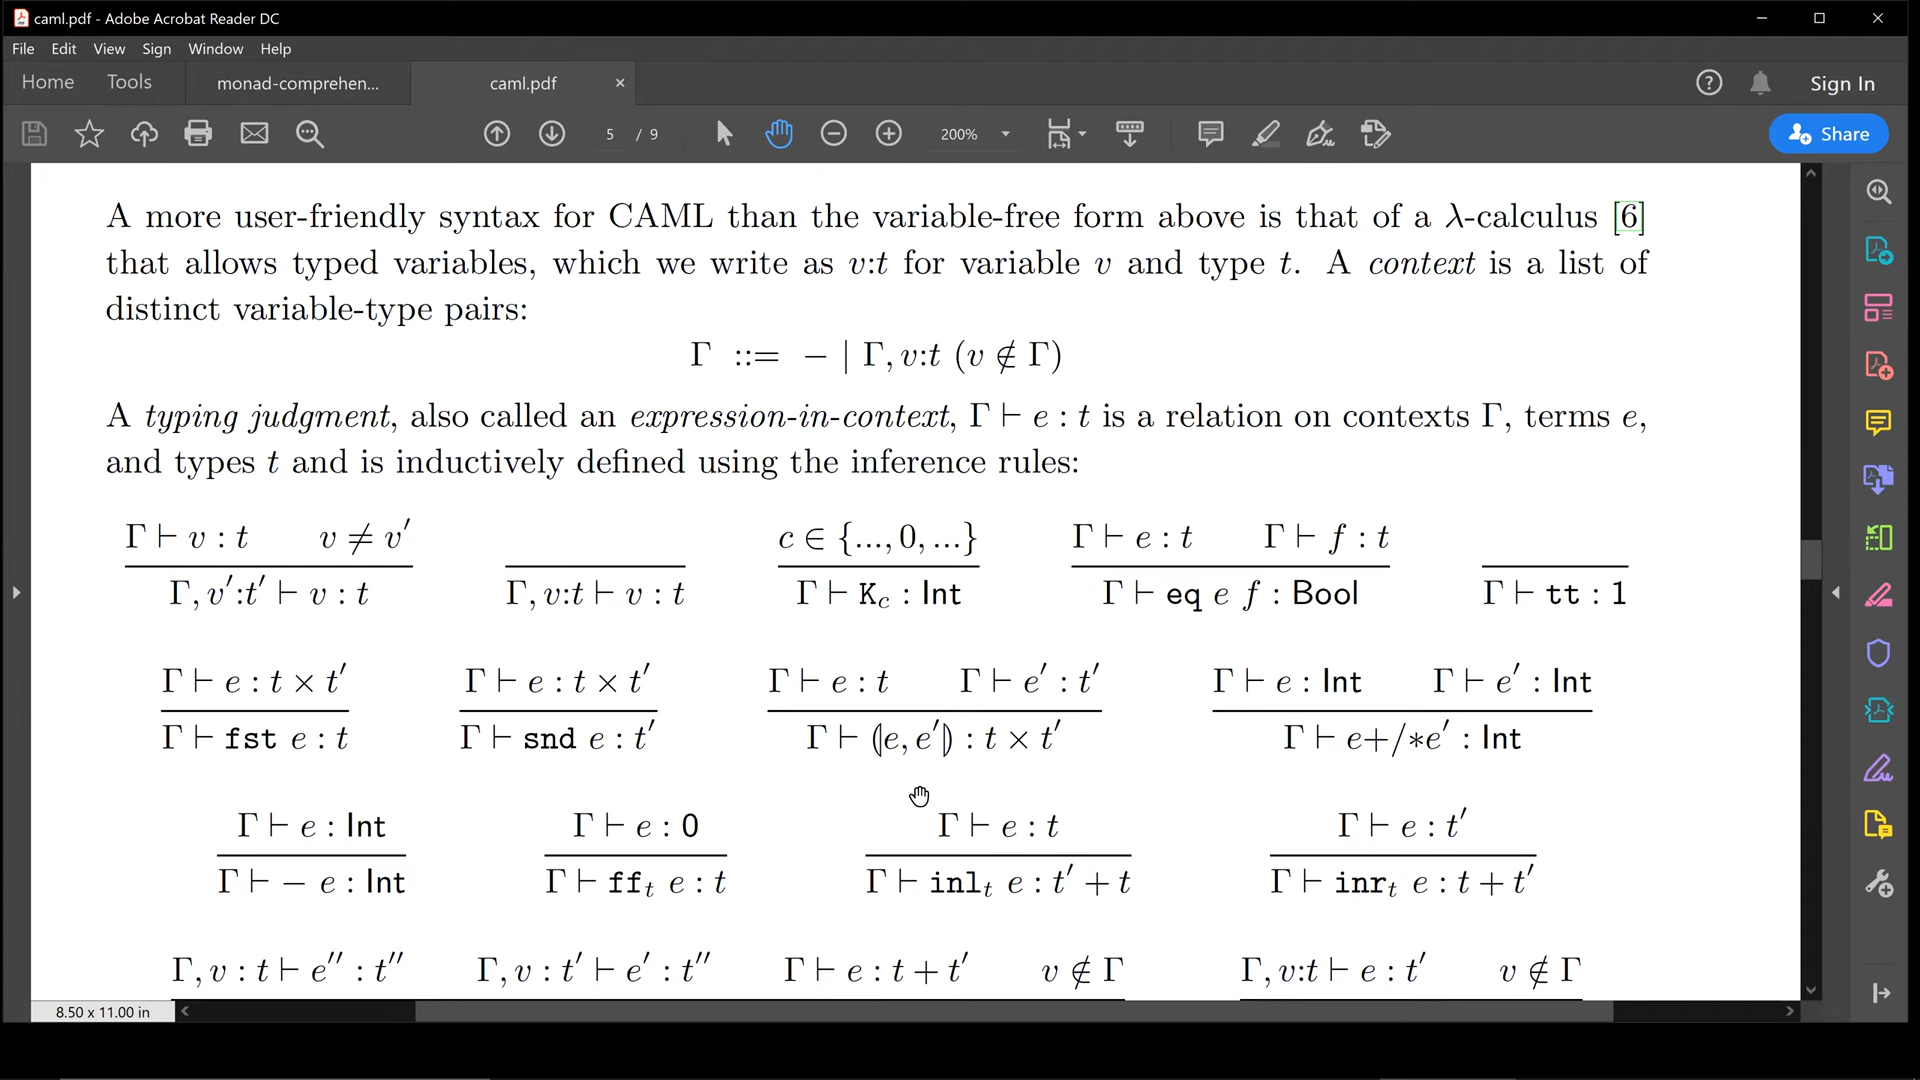 caml.pdf - Adobe Acrobat Reader DC
File Edit View Sign Window Help
Home Tools monad-comprehen... caml.pdf × ? Sign In
5 / 9 200% Share
A more user-friendly syntax for CAML than the variable-free form above is that of a λ-calculus [6]
that allows typed variables, which we write as v:t for variable v and type t. A context is a list of
distinct variable-type pairs:
Γ ::= − | Γ, v:t (v ∉ Γ)
A typing judgment, also called an expression-in-context, Γ ⊢ e : t is a relation on contexts Γ, terms e,
and types t and is inductively defined using the inference rules:
Γ ⊢ v : t v ≠ v′ c ∈ {..., 0, ...} Γ ⊢ e : t Γ ⊢ f : t
Γ, v′:t′ ⊢ v : t Γ, v:t ⊢ v : t Γ ⊢ K_c : Int Γ ⊢ eq e f : Bool Γ ⊢ tt : 1
Γ ⊢ e : t × t′ Γ ⊢ e : t × t′ Γ ⊢ e : t Γ ⊢ e′ : t′ Γ ⊢ e : Int Γ ⊢ e′ : Int
Γ ⊢ fst e : t Γ ⊢ snd e : t′ Γ ⊢ ⦇e, e′⦈ : t × t′ Γ ⊢ e+/∗e′ : Int
Γ ⊢ e : Int Γ ⊢ e : 0 Γ ⊢ e : t Γ ⊢ e : t′
Γ ⊢ − e : Int Γ ⊢ ff_t e : t Γ ⊢ inl_t e : t′ + t Γ ⊢ inr_t e : t + t′
Γ, v : t ⊢ e″ : t″ Γ, v : t′ ⊢ e′ : t″ Γ ⊢ e : t + t′ v ∉ Γ Γ, v:t ⊢ e : t′ v ∉ Γ
8.50 x 11.00 in